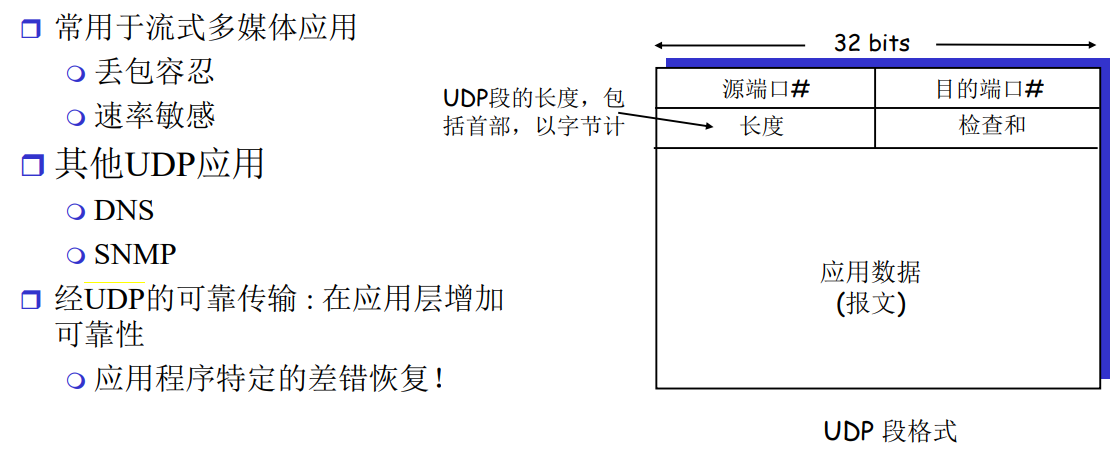 常用于流式多媒体应用
丢包容忍
速率敏感
其他UDP应用
DNS
SNMP
经UDP的可靠传输 : 在应用层增加
可靠性
应用程序特定的差错恢复!
32 bits
UDP段的长度，包
括首部，以字节计
源端口#
目的端口#
长度
检查和
应用数据
(报文)
UDP 段格式